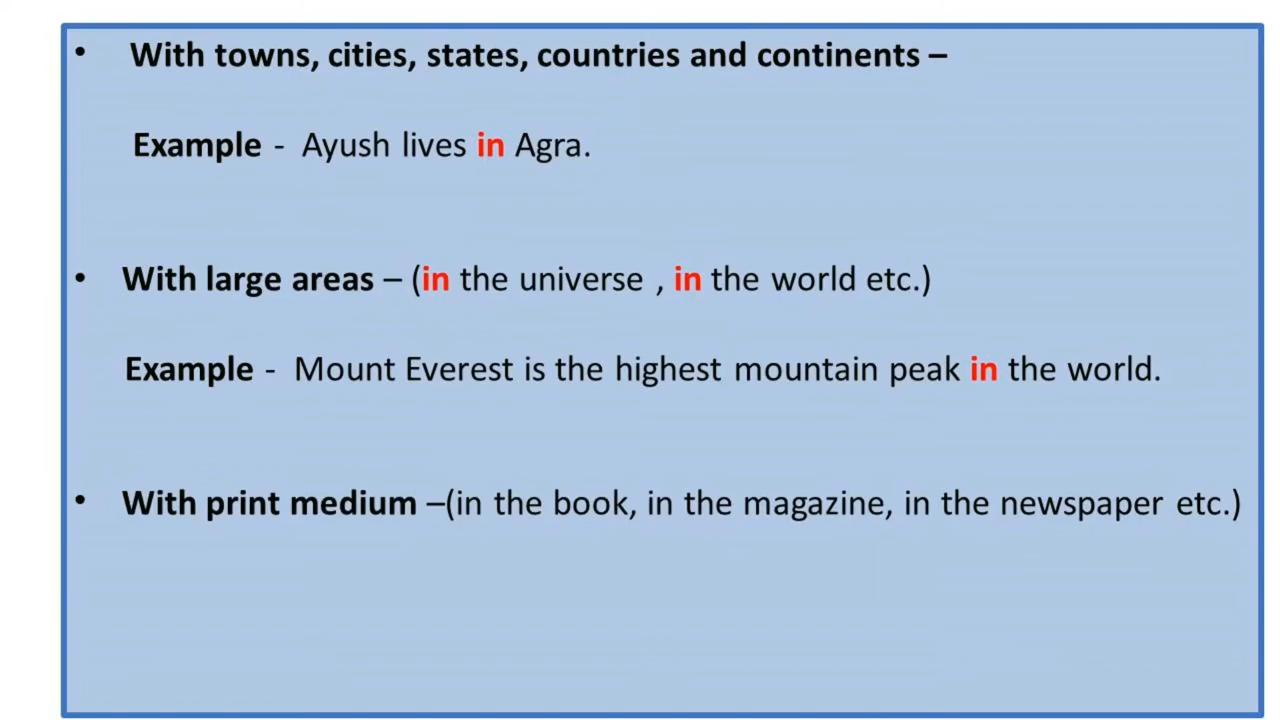 • With towns, cities, states, countries and continents –
Example - Ayush lives in Agra.
• With large areas – (in the universe , in the world etc.)
Example - Mount Everest is the highest mountain peak in the world.
• With print medium –(in the book, in the magazine, in the newspaper etc.)